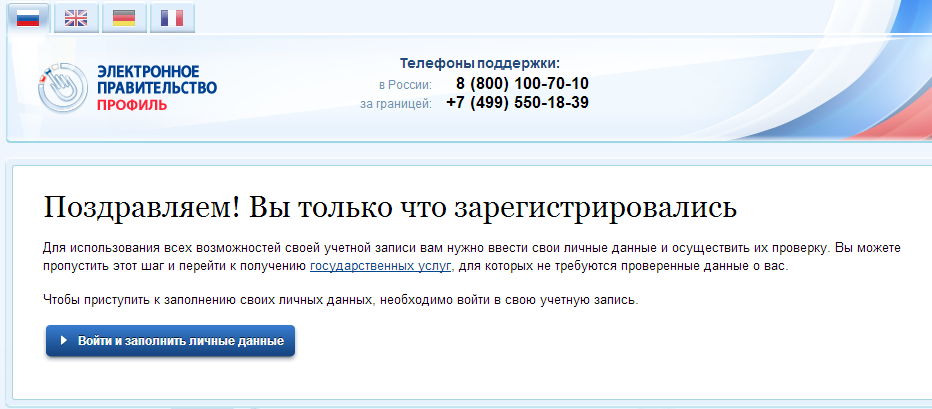 ЭЛЕКТРОННОЕ
ПРАВИТЕЛЬСТВО
ПРОФИЛЬ
Телефоны поддержки:
в России: 8 (800) 100-70-10
за границей: +7 (499) 550-18-39
Поздравляем! Вы только что зарегистрировались
Для использования всех возможностей своей учетной записи вам нужно ввести свои личные данные и осуществить их проверку. Вы можете
пропустить этот шаг и перейти к получению государственных услуг, для которых не требуются проверенные данные о вас.
Чтобы приступить к заполнению своих личных данных, необходимо войти в свою учетную запись.
Войти и заполнить личные данные